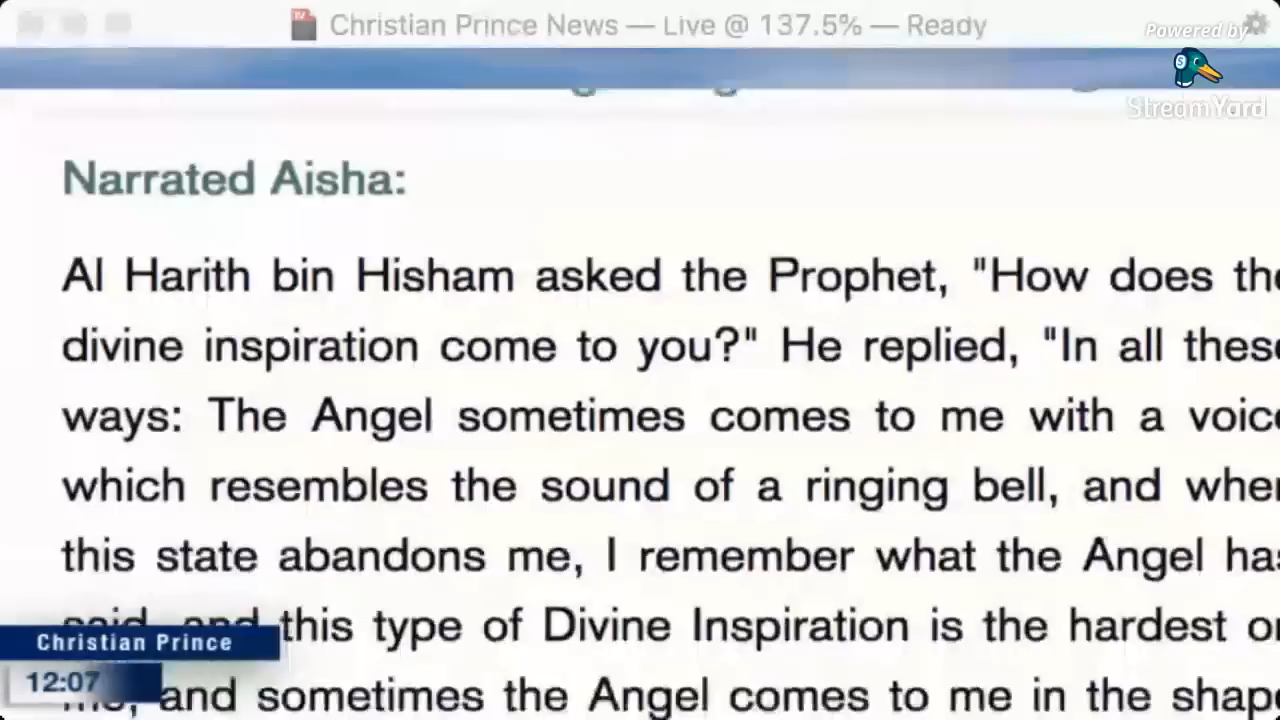 Christian Prince News — Live @ 137.5% — Ready
Powered by
StreamYard
Narrated Aisha:
Al Harith bin Hisham asked the Prophet, "How does the
divine inspiration come to you?" He replied, "In all these
ways: The Angel sometimes comes to me with a voice
which resembles the sound of a ringing bell, and when
this state abandons me, I remember what the Angel has
said, and this type of Divine Inspiration is the hardest on
Christian Prince
12:07
me, and sometimes the Angel comes to me in the shape